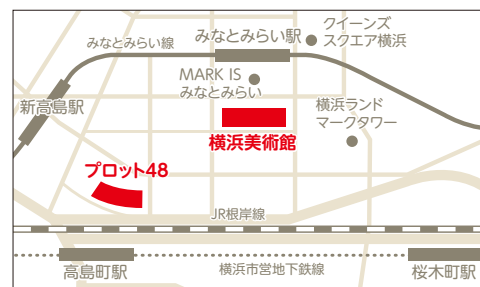 クイーンズ
スクエア横浜
みなとみらい線
みなとみらい駅
MARK IS
みなとみらい
新高島駅
横浜ランド
マークタワー
横浜美術館
プロット48
JR根岸線
高島町駅
横浜市営地下鉄線
桜木町駅